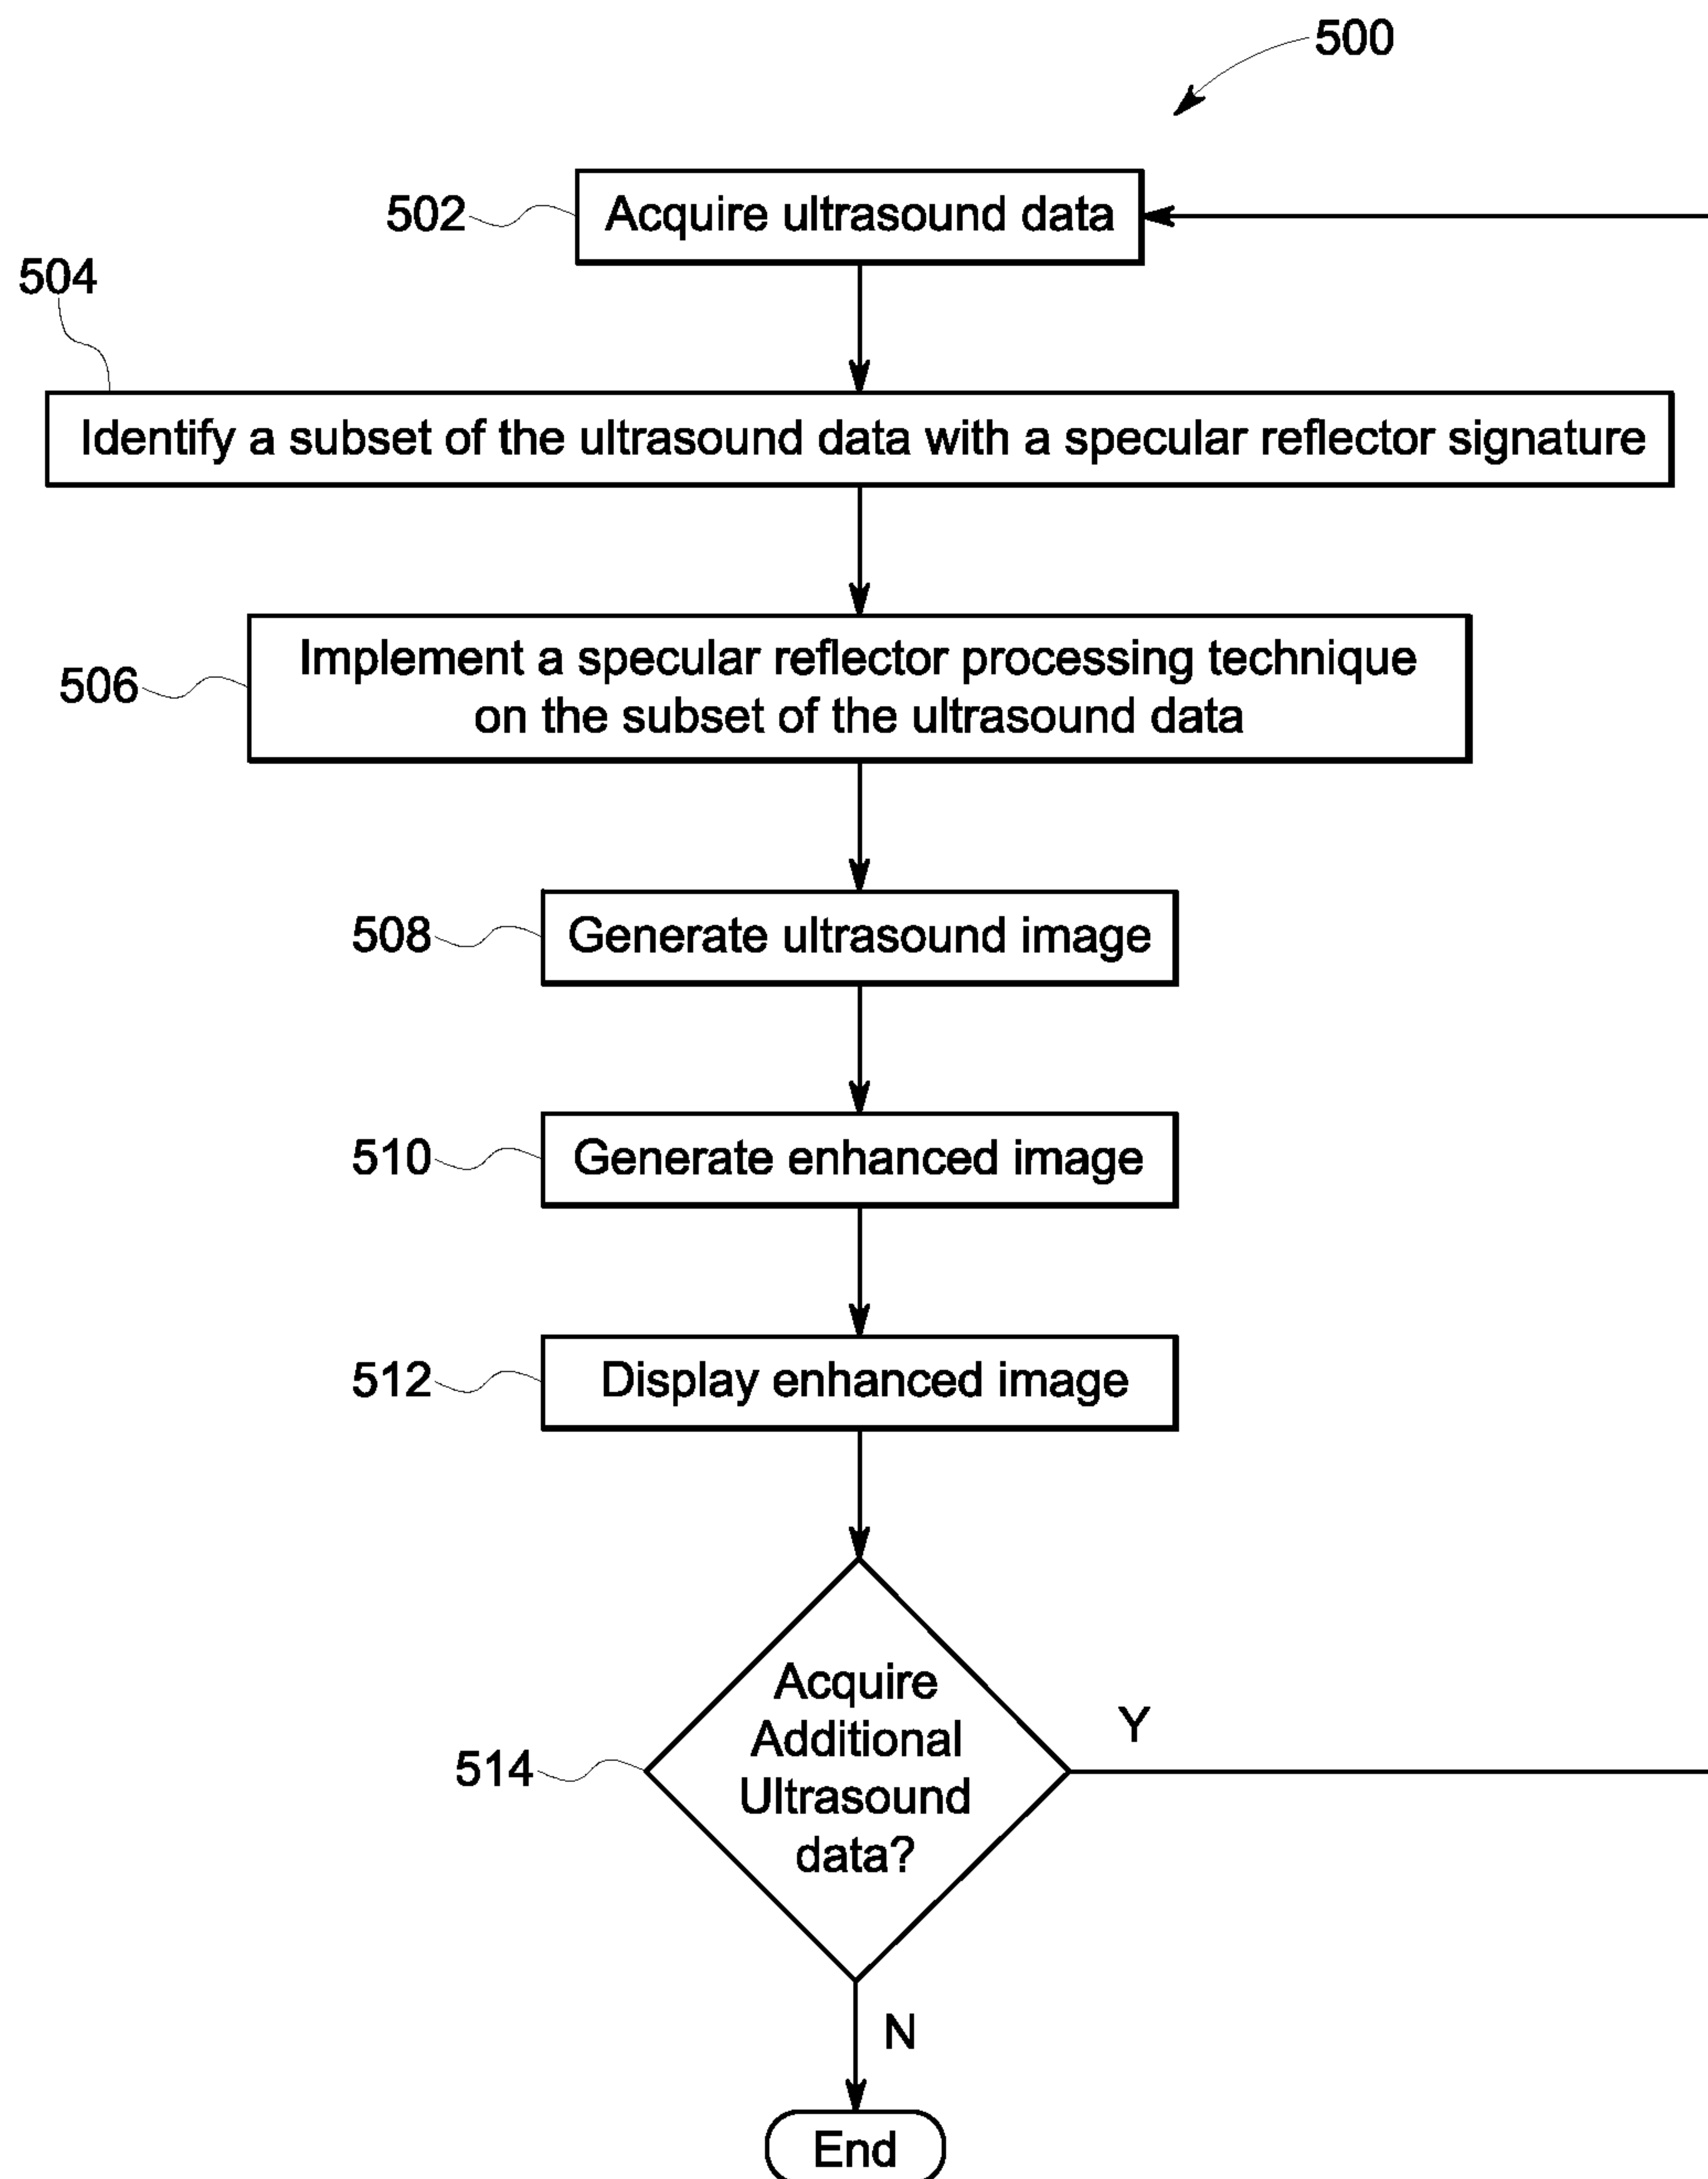 500
502
Acquire ultrasound data
504
Identify a subset of the ultrasound data with a specular reflector signature
506
Implement a specular reflector processing technique
on the subset of the ultrasound data
508
Generate ultrasound image
510
Generate enhanced image
512
Display enhanced image
514
Acquire
Additional
Ultrasound
data?
Y
N
End